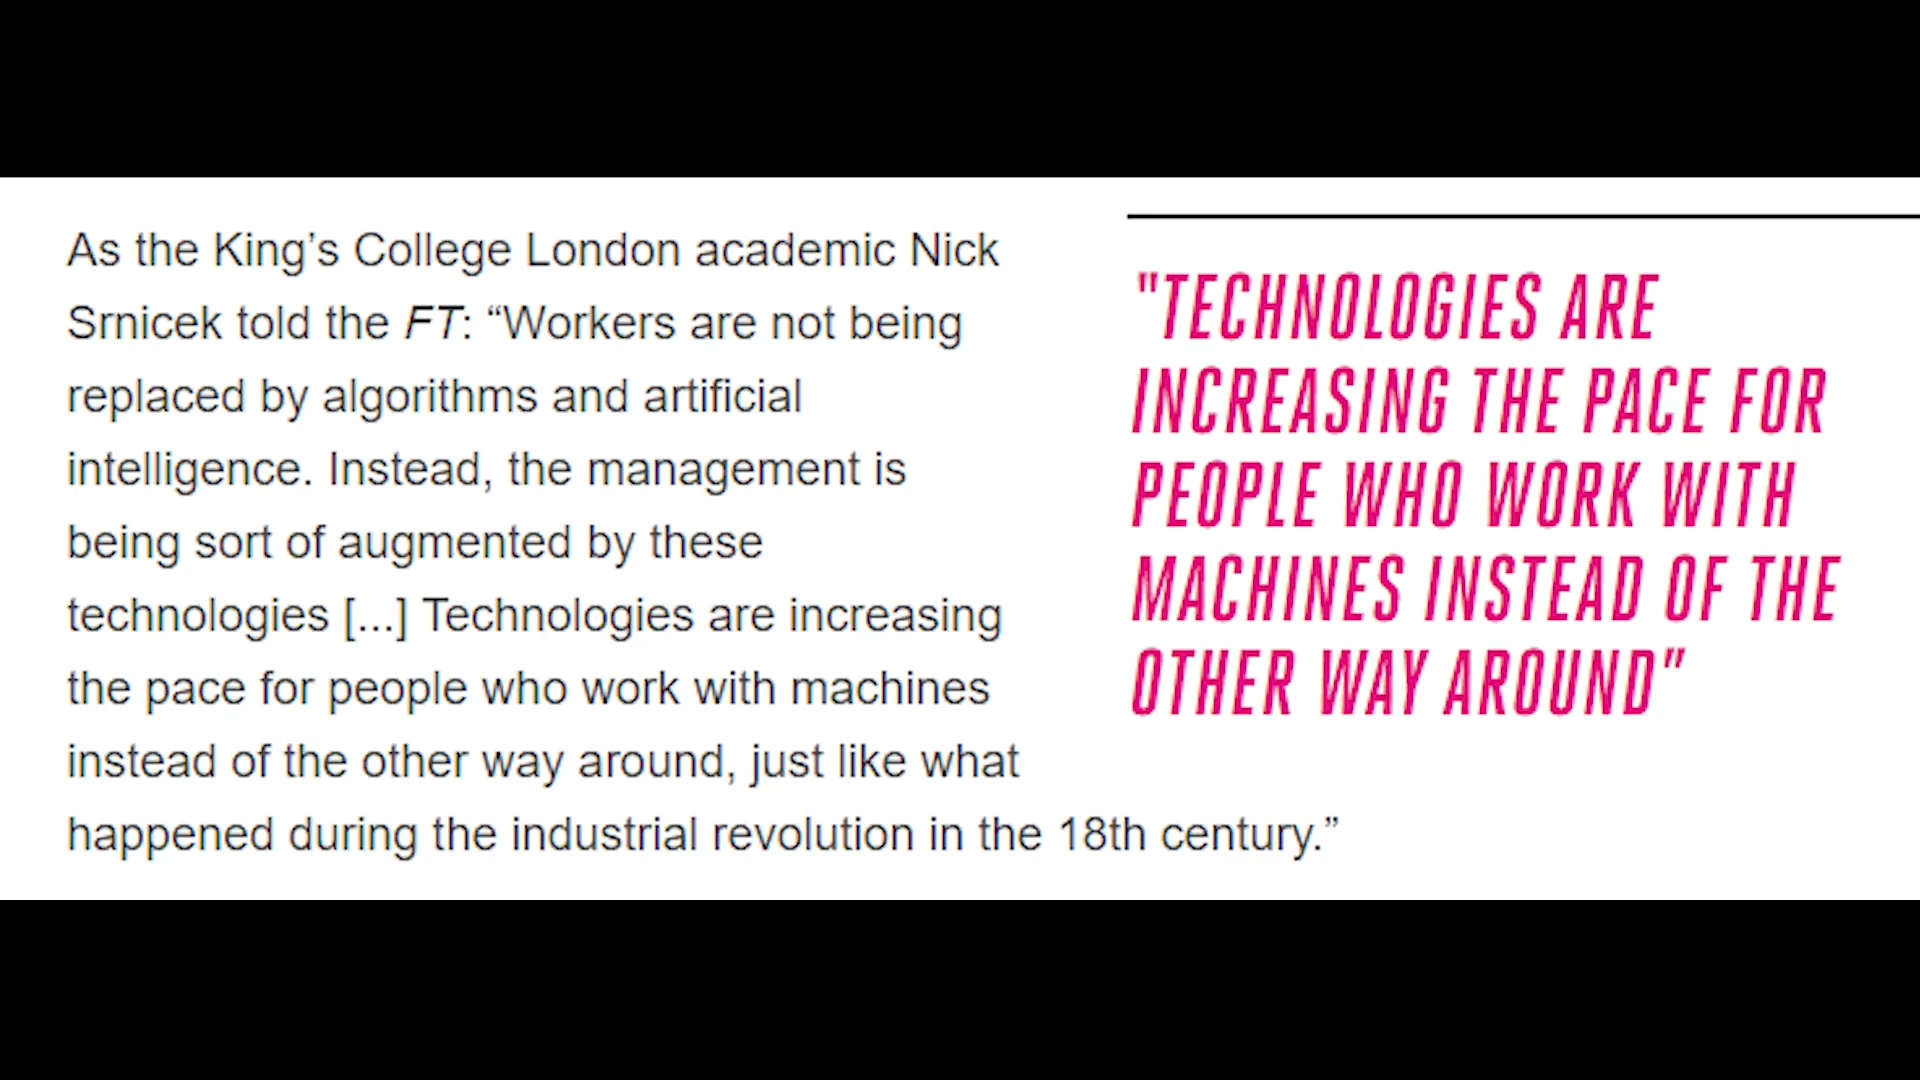 As the King’s College London academic Nick
Srnicek told the FT: “Workers are not being
replaced by algorithms and artificial
intelligence. Instead, the management is
being sort of augmented by these
technologies [...] Technologies are increasing
the pace for people who work with machines
instead of the other way around, just like what
happened during the industrial revolution in the 18th century.”
"TECHNOLOGIES ARE
INCREASING THE PACE FOR
PEOPLE WHO WORK WITH
MACHINES INSTEAD OF THE
OTHER WAY AROUND"